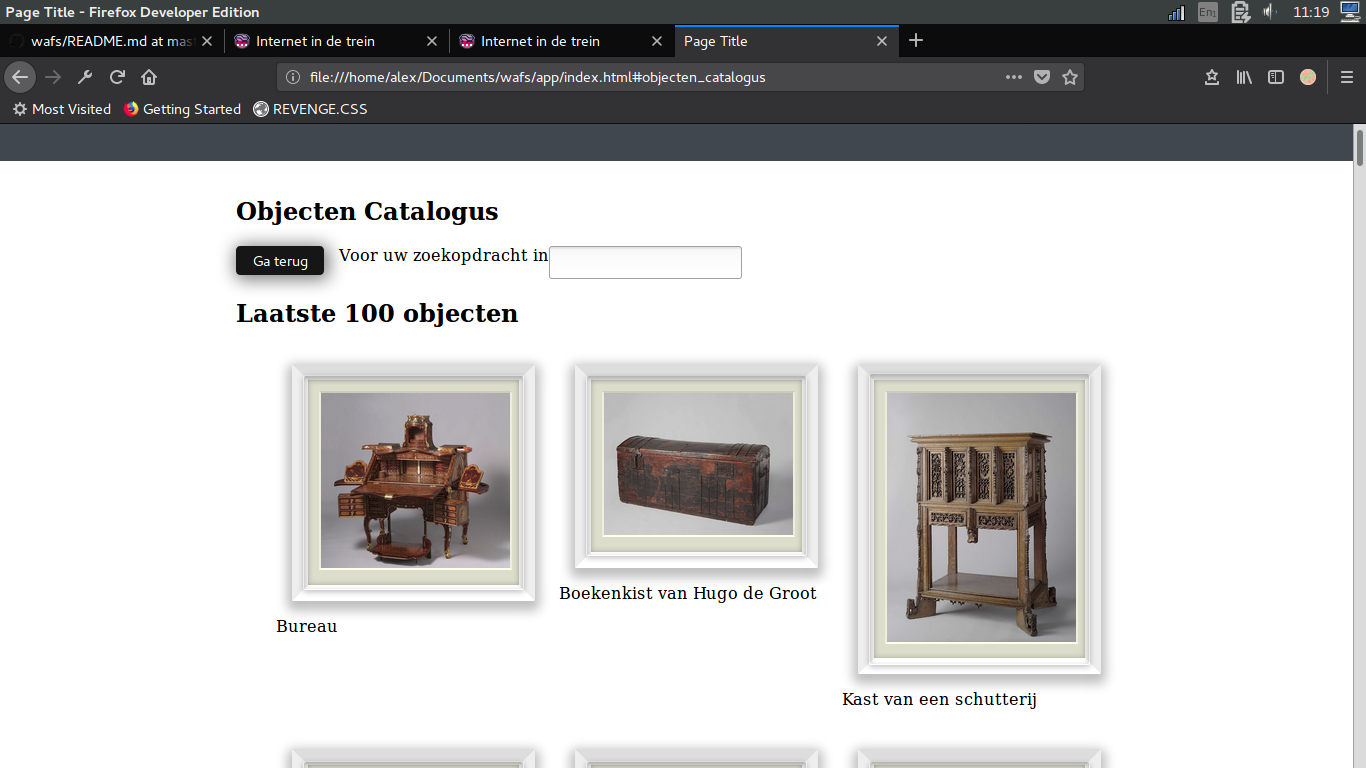 Page Title - Firefox Developer Edition
En1
11:19
wafs/README.md at mas
Internet in de trein
Internet in de trein
Page Title
file:///home/alex/Documents/wafs/app/index.html#objecten_catalogus
Most Visited
Getting Started
REVENGE.CSS
Objecten Catalogus
Ga terug
Voor uw zoekopdracht in
Laatste 100 objecten
Bureau
Boekenkist van Hugo de Groot
Kast van een schutterij